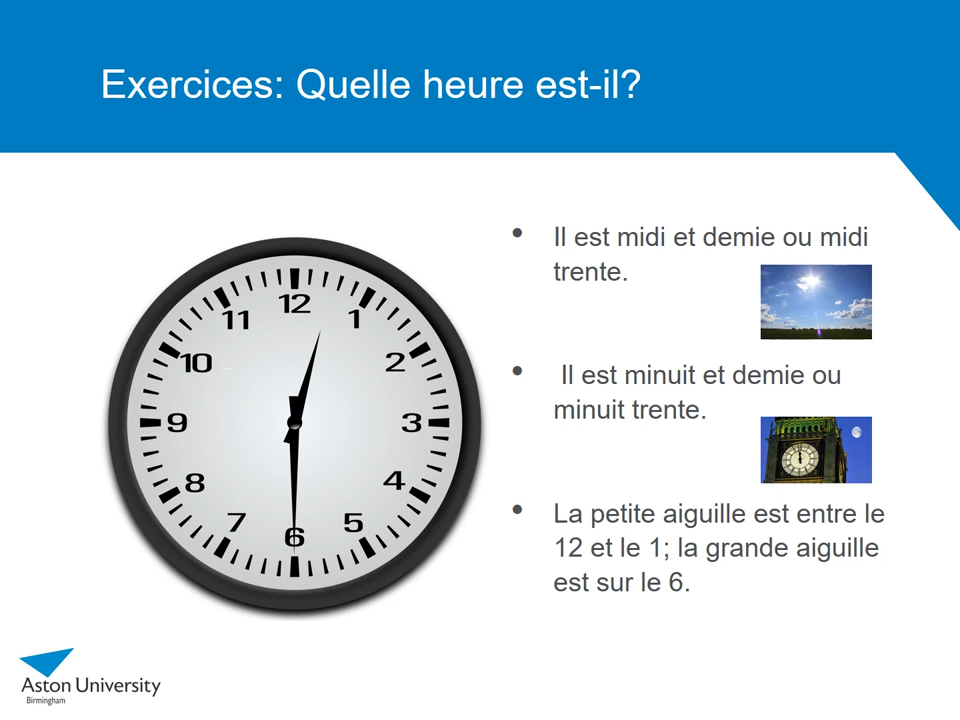 Exercices: Quelle heure est-il?
Il est midi et demie ou midi
trente.
Il est minuit et demie ou
minuit trente.
La petite aiguille est entre le
12 et le 1; la grande aiguille
est sur le 6.
12
1
2
3
4
5
6
7
8
9
10
11
Aston University
Birmingham